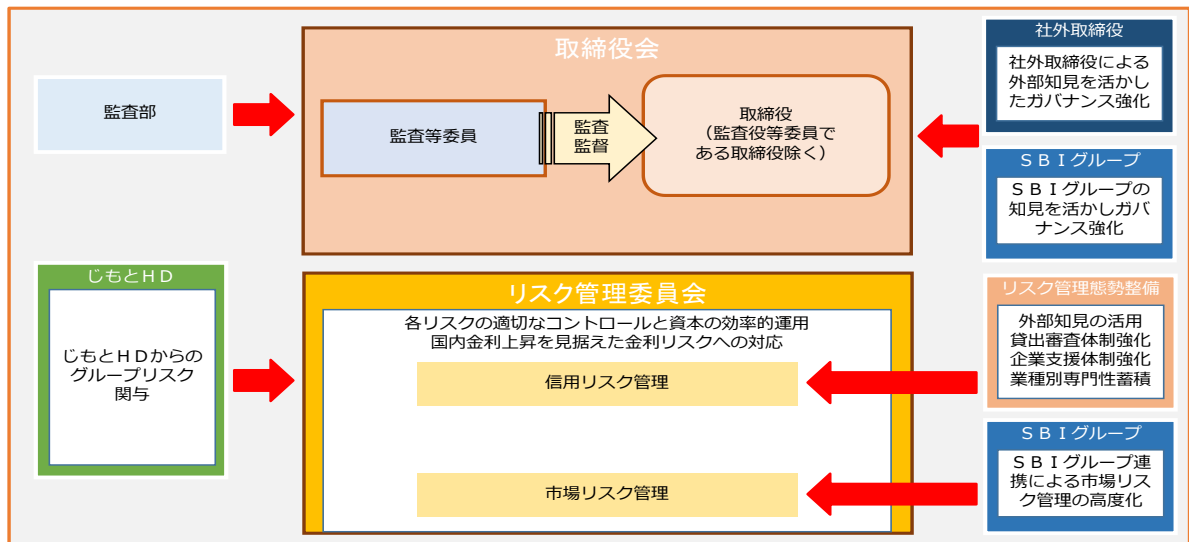 取締役会
監査部
監査等委員
監査
監督
取締役
（監査役等委員で
ある取締役除く）
社外取締役
社外取締役による
外部知見を活かし
たガバナンス強化
ＳＢＩグループ
ＳＢＩグループの
知見を活かしガバ
ナンス強化
じもとＨＤ
じもとＨＤからの
グループリスク
関与
リスク管理委員会
各リスクの適切なコントロールと資本の効率的運用
国内金利上昇を見据えた金利リスクへの対応
信用リスク管理
市場リスク管理
リスク管理態勢整備
外部知見の活用
貸出審査体制強化
企業支援体制強化
業種別専門性蓄積
ＳＢＩグループ
ＳＢＩグループ連
携による市場リス
ク管理の高度化